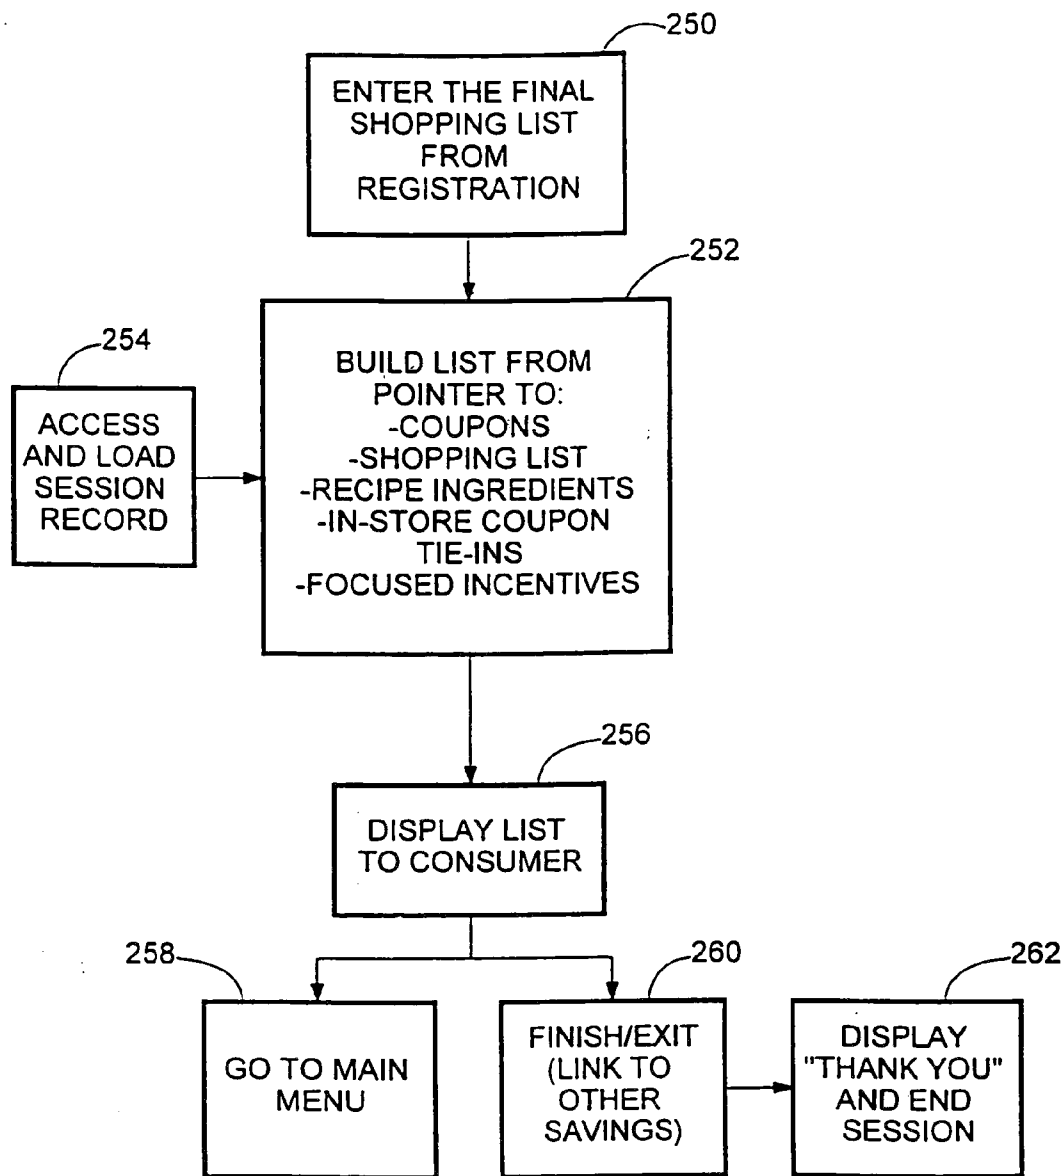 250
ENTER THE FINAL
SHOPPING LIST
FROM
REGISTRATION
252
254
ACCESS
AND LOAD
SESSION
RECORD
BUILD LIST FROM
POINTER TO:
-COUPONS
-SHOPPING LIST
-RECIPE INGREDIENTS
-IN-STORE COUPON
TIE-INS
-FOCUSED INCENTIVES
256
DISPLAY LIST
TO CONSUMER
258
GO TO MAIN
MENU
260
FINISH/EXIT
(LINK TO
OTHER
SAVINGS)
262
DISPLAY
"THANK YOU"
AND END
SESSION